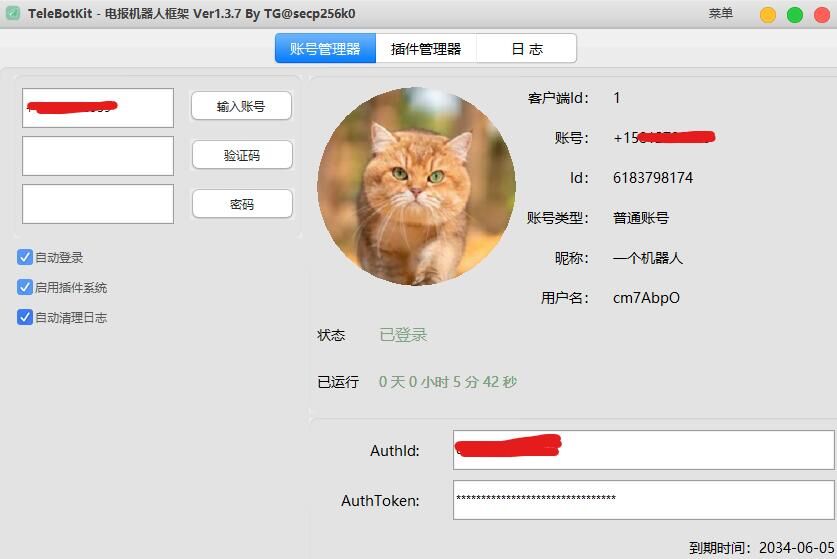 TeleBotKit - 电报机器人框架 Ver1.3.7 By TG@secp256k0
菜单
账号管理器 插件管理器 日 志
输入账号
验证码
密码
自动登录
启用插件系统
自动清理日志
客户端Id： 1
账号： +15
Id： 6183798174
账号类型： 普通账号
昵称： 一个机器人
用户名： cm7AbpO
状态 已登录
已运行 0 天 0 小时 5 分 42 秒
AuthId:
AuthToken: ********************************
到期时间：2034-06-05